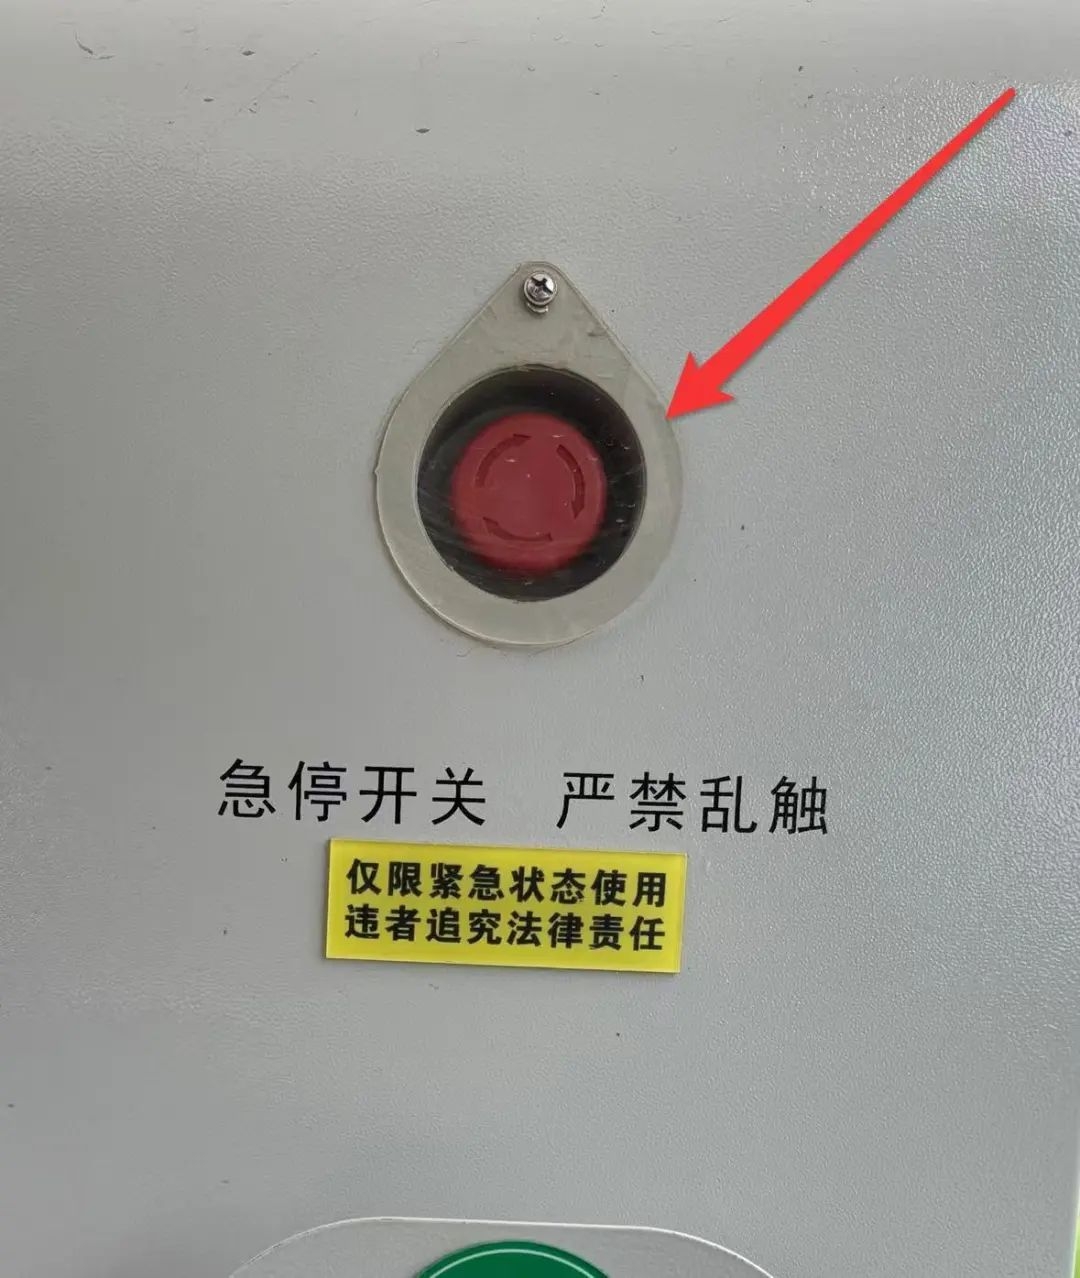 急停开关 严禁乱触
仅限紧急状态使用
违者追究法律责任